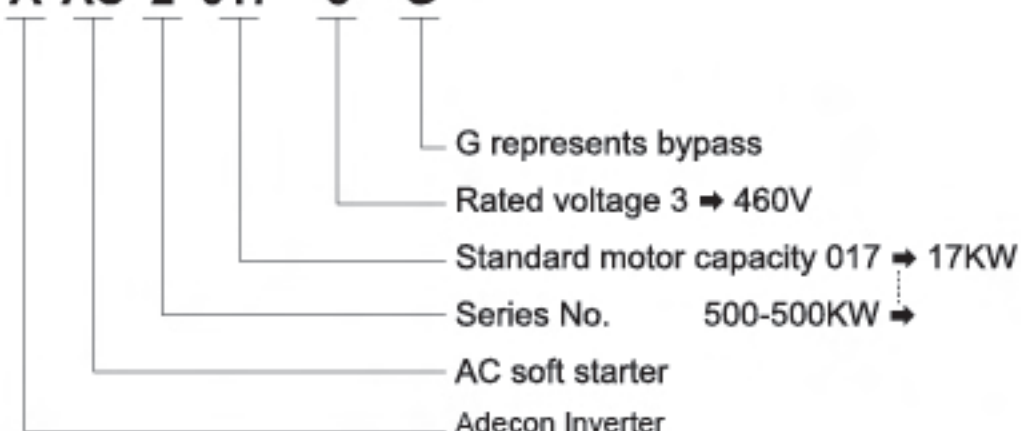 G represents bypass
Rated voltage 3 ➡ 460V
Standard motor capacity 017 ➡ 17KW
Series No. 500-500KW ➡
AC soft starter
Adecon Inverter